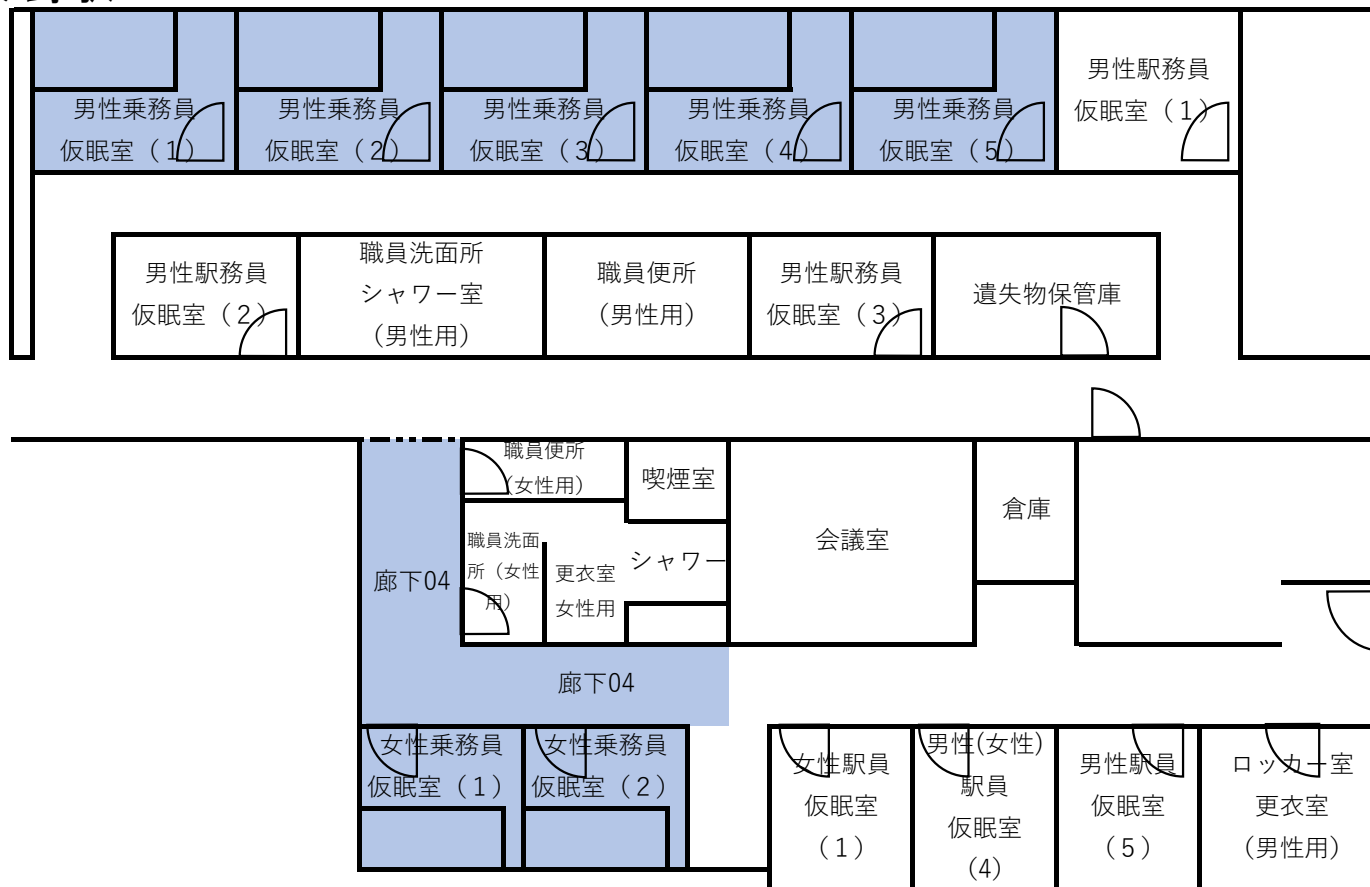 男性乗務員
仮眠室（1）
男性乗務員
仮眠室（2）
男性乗務員
仮眠室（3）
男性乗務員
仮眠室（4）
男性乗務員
仮眠室（5）
男性駅務員
仮眠室（1）
男性駅務員
仮眠室（2）
職員洗面所
シャワー室
(男性用)
職員便所
(男性用)
男性駅務員
仮眠室（3）
遺失物保管庫
職員便所
（女性用）
喫煙室
職員洗面
所（女性
用）
更衣室
女性用
シャワー
会議室
倉庫
廊下04
廊下04
女性乗務員
仮眠室（1）
女性乗務員
仮眠室（2）
女性駅員
仮眠室
（1）
男性(女性)
駅員
仮眠室
(4)
男性駅員
仮眠室
（5）
ロッカー室
更衣室
(男性用)